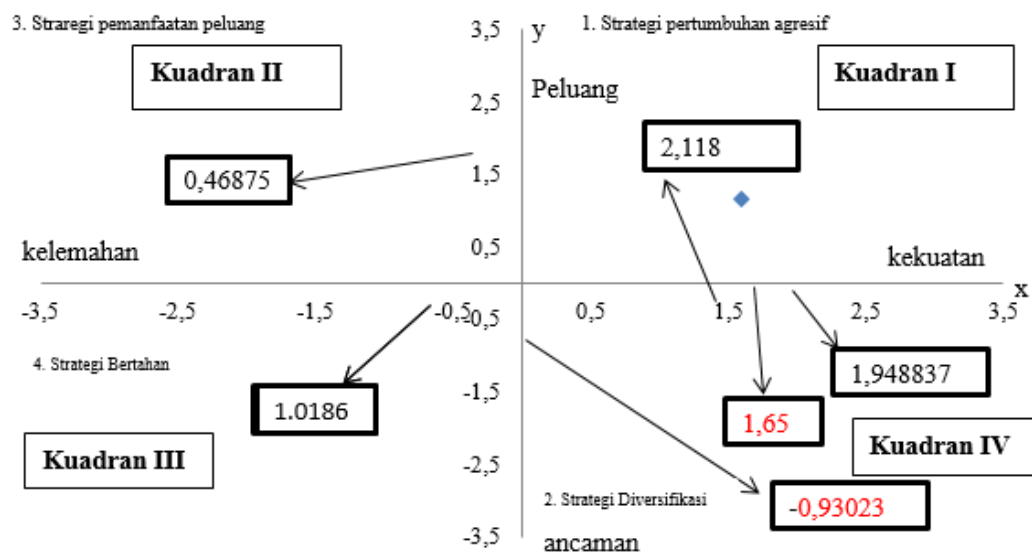 3. Straregi pemanfaatan peluang
3,5
y
1. Strategi pertumbuhan agresif
Kuadran II
Kuadran I
2,5
Peluang
2,118
0,46875
1,5
kelemahan
0,5
kekuatan
x
-3,5
-2,5
-1,5
-0,5
-0,5
0,5
1,5
2,5
3,5
4. Strategi Bertahan
1,948837
1.0186
-1,5
1,65
Kuadran III
Kuadran IV
-2,5
2. Strategi Diversifikasi
-0,93023
-3,5
ancaman